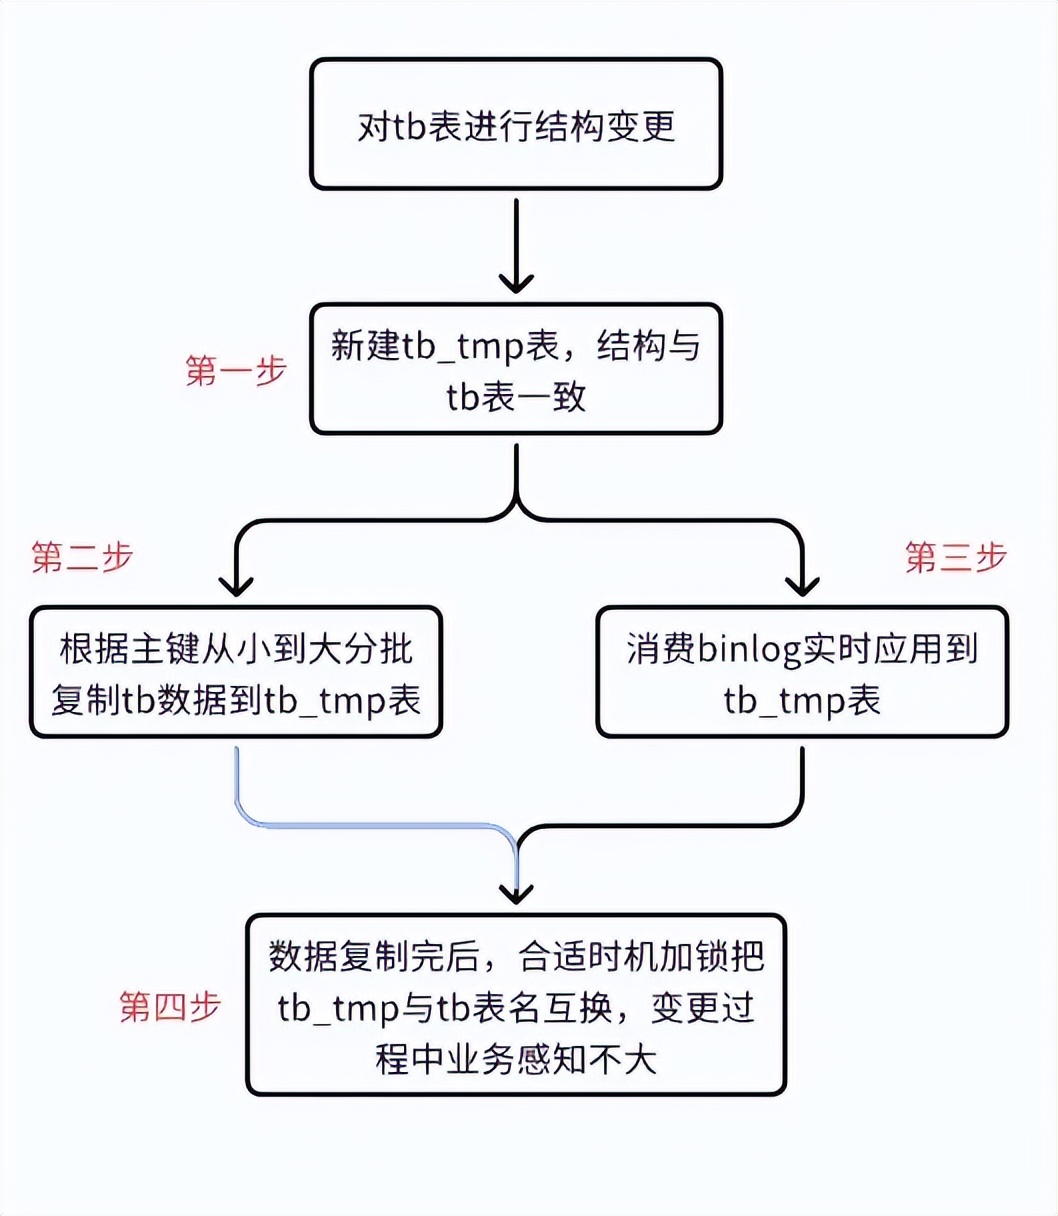 对tb表进行结构变更
第一步
新建tb_tmp表，结构与
tb表一致
第二步
第三步
根据主键从小到大分批
复制tb数据到tb_tmp表
消费binlog实时应用到
tb_tmp表
第四步
数据复制完后，合适时机加锁把
tb_tmp与tb表名互换，变更过
程中业务感知不大